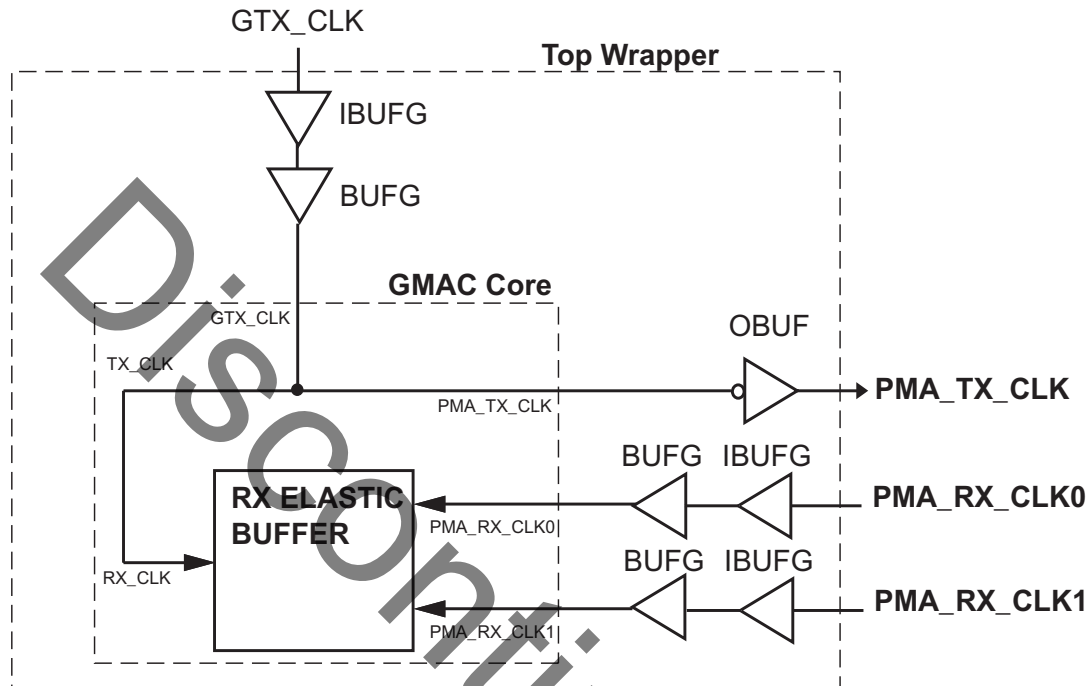 GTX_CLK
Top Wrapper
IBUFG
BUFG
GMAC Core
GTX_CLK
OBUF
TX_CLK
PMA_TX_CLK
PMA_TX_CLK
BUFG
IBUFG
RX ELASTIC
BUFFER
PMA_RX_CLK0
PMA_RX_CLK0
BUFG
IBUFG
RX_CLK
PMA_RX_CLK1
PMA_RX_CLK1
Disconti